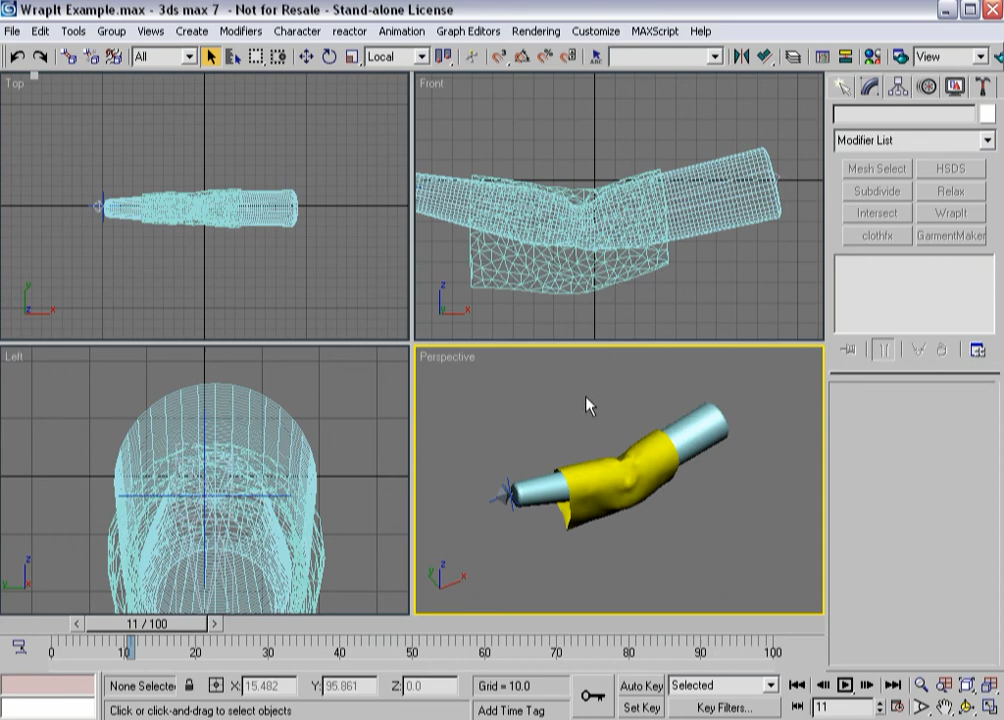 WrapIt Example.max - 3ds max 7 - Not for Resale - Stand-alone License
File Edit Tools Group Views Create Modifiers Character reactor Animation Graph Editors Rendering Customize MAXScript Help
All Local View
Top
Front
Modifier List
Mesh Select HSDS
Subdivide Relax
Intersect WrapIt
clothfx GarmentMaker
y
z x
z
y x
Left
Perspective
z
y x
z
y x
< 11 / 100 >
0 10 20 30 40 50 60 70 80 90 100
None Selecte X: 15.482 Y: 95.861 Z: 0.0 Grid = 10.0 Auto Key Selected
Click or click-and-drag to select objects Add Time Tag Set Key Key Filters... 11